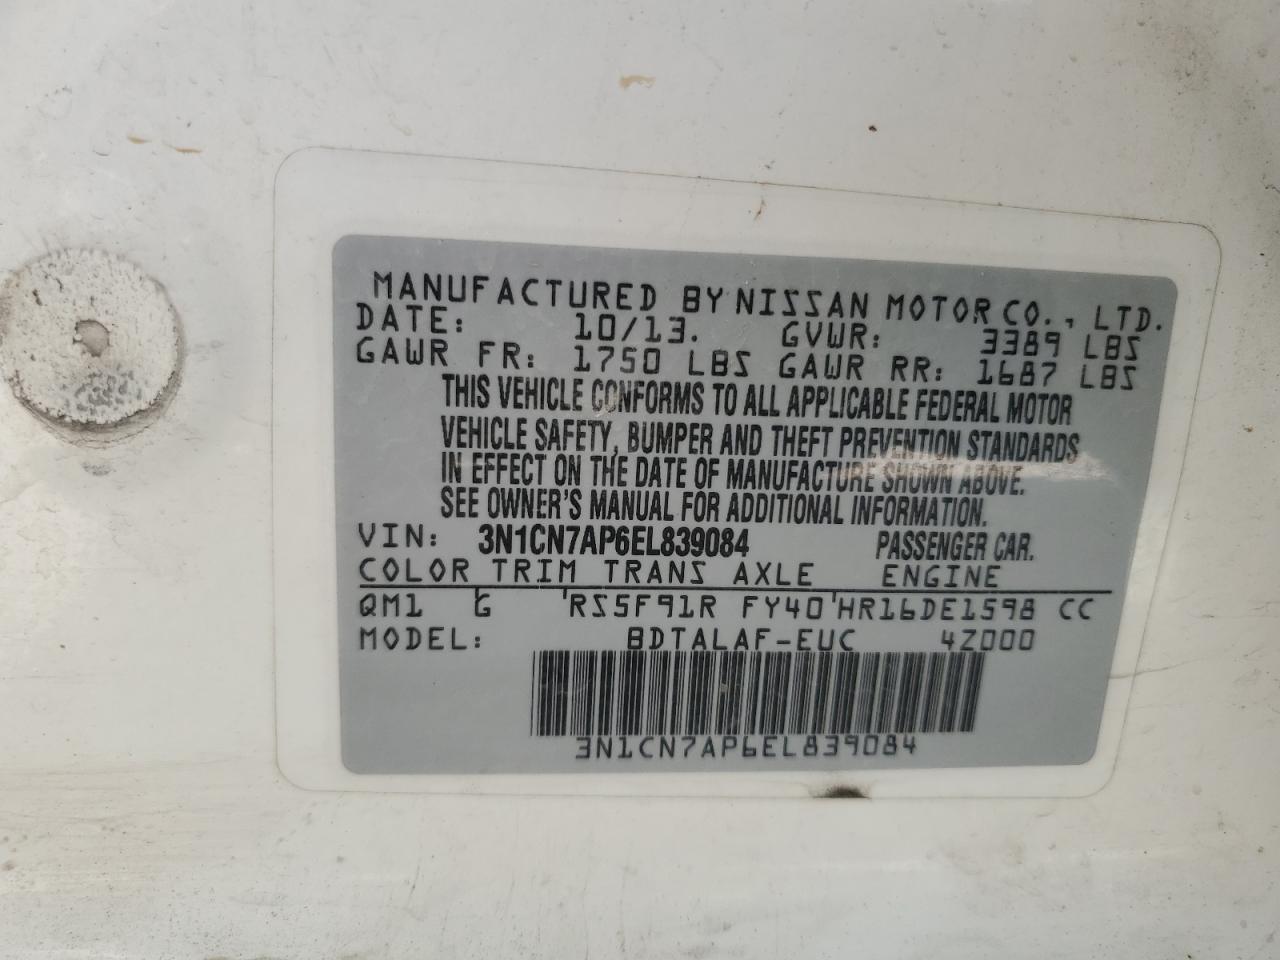 MANUFACTURED BY NISSAN MOTOR CO., LTD.
DATE: 10/13. GVWR: 3389 LBS
GAWR FR: 1750 LBS GAWR RR: 1687 LBS
THIS VEHICLE CONFORMS TO ALL APPLICABLE FEDERAL MOTOR
VEHICLE SAFETY, BUMPER AND THEFT PREVENTION STANDARDS
IN EFFECT ON THE DATE OF MANUFACTURE SHOWN ABOVE.
SEE OWNER'S MANUAL FOR ADDITIONAL INFORMATION.
VIN: 3N1CN7AP6EL839084 PASSENGER CAR.
COLOR TRIM TRANS AXLE ENGINE
QM1 G RS5F91R FY40 HR16DE1598 CC
MODEL: BDTALAF-EUC 4Z000
3N1CN7AP6EL839084